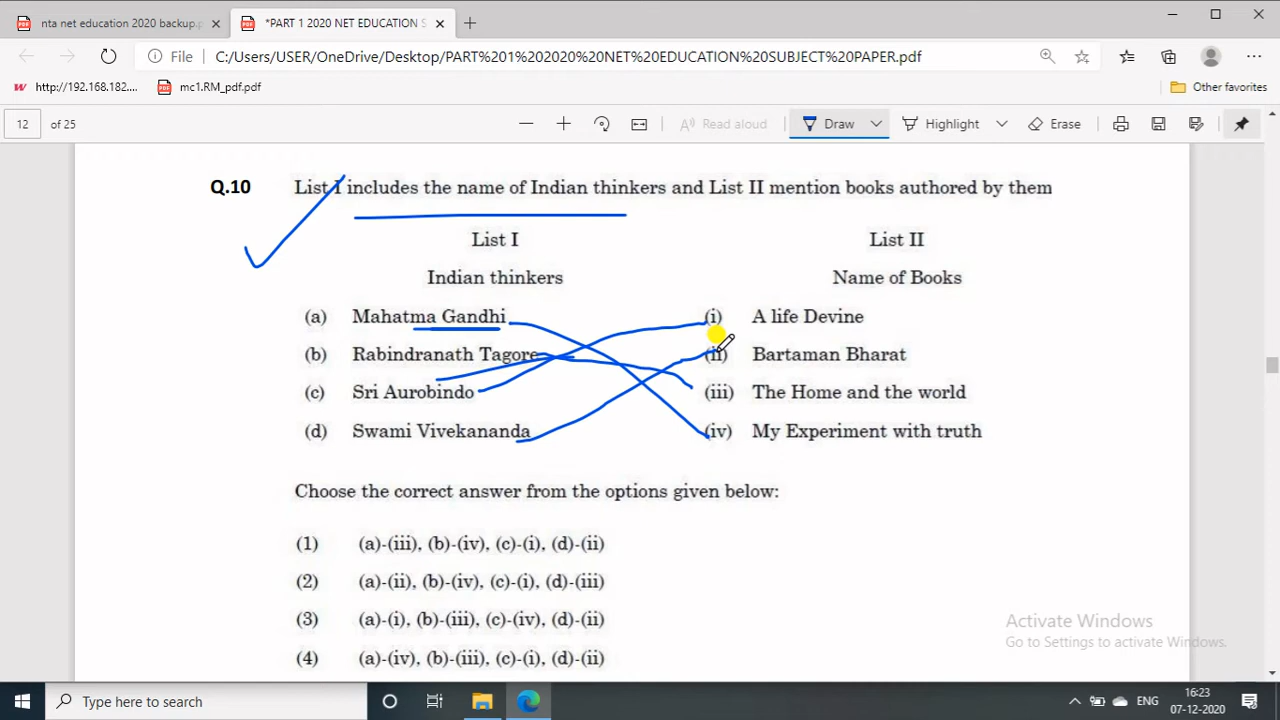 nta net education 2020 backup.p
*PART 1 2020 NET EDUCATION S
File C:/Users/USER/OneDrive/Desktop/PART%201%202020%20NET%20EDUCATION%20SUBJECT%20PAPER.pdf
http://192.168.182.... mc1.RM_pdf.pdf Other favorites
12 of 25 Read aloud Draw Highlight Erase
Q.10 List I includes the name of Indian thinkers and List II mention books authored by them
List I List II
Indian thinkers Name of Books
(a) Mahatma Gandhi (i) A life Devine
(b) Rabindranath Tagore (ii) Bartaman Bharat
(c) Sri Aurobindo (iii) The Home and the world
(d) Swami Vivekananda (iv) My Experiment with truth
Choose the correct answer from the options given below:
(1) (a)-(iii), (b)-(iv), (c)-(i), (d)-(ii)
(2) (a)-(ii), (b)-(iv), (c)-(i), (d)-(iii)
(3) (a)-(i), (b)-(iii), (c)-(iv), (d)-(ii)
(4) (a)-(iv), (b)-(iii), (c)-(i), (d)-(ii)
Activate Windows
Go to Settings to activate Windows.
Type here to search
ENG
16:23
07-12-2020